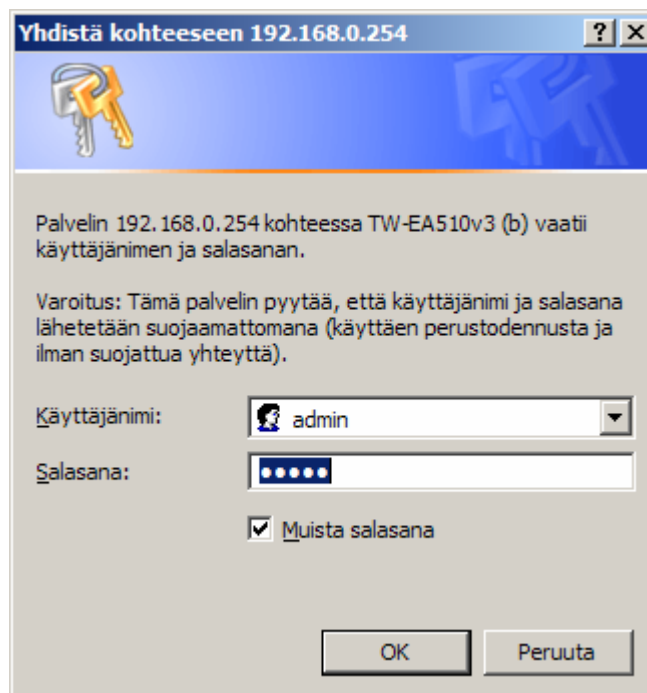 Yhdistä kohteeseen 192.168.0.254
Palvelin 192.168.0.254 kohteessa TW-EA510v3 (b) vaatii
käyttäjänimen ja salasanan.
Varoitus: Tämä palvelin pyytää, että käyttäjänimi ja salasana
lähetetään suojaamattomana (käyttäen perustodennusta ja
ilman suojattua yhteyttä).
Käyttäjänimi: admin
Salasana: •••••
Muista salasana
OK Peruuta